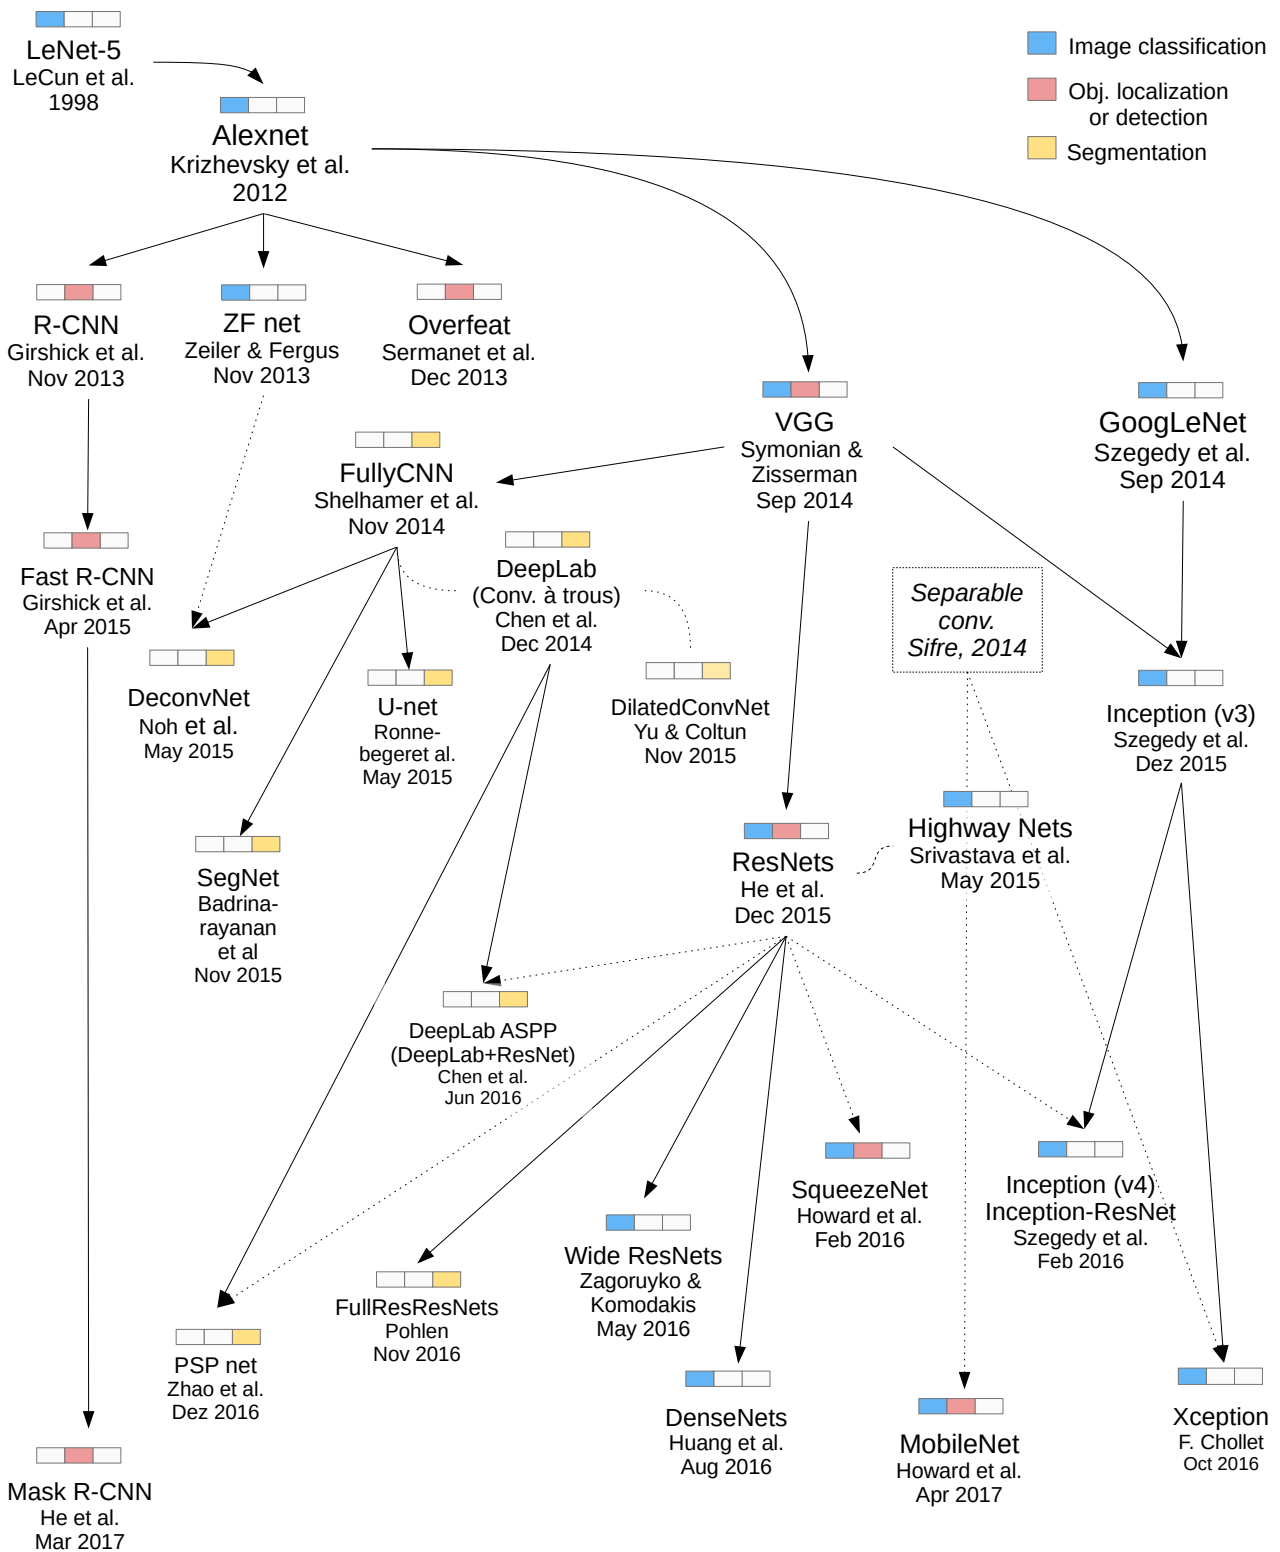 LeNet-5
LeCun et al.
1998
Image classification
Obj. localization
or detection
Segmentation
Alexnet
Krizhevsky et al.
2012
R-CNN
Girshick et al.
Nov 2013
ZF net
Zeiler & Fergus
Nov 2013
Overfeat
Sermanet et al.
Dec 2013
VGG
Symonian &
Zisserman
Sep 2014
GoogLeNet
Szegedy et al.
Sep 2014
FullyCNN
Shelhamer et al.
Nov 2014
Fast R-CNN
Girshick et al.
Apr 2015
DeepLab
(Conv. à trous)
Chen et al.
Dec 2014
Separable
conv.
Sifre, 2014
DeconvNet
Noh et al.
May 2015
U-net
Ronne-
begeret al.
May 2015
DilatedConvNet
Yu & Coltun
Nov 2015
Inception (v3)
Szegedy et al.
Dez 2015
SegNet
Badrina-
rayanan
et al
Nov 2015
ResNets
He et al.
Dec 2015
Highway Nets
Srivastava et al.
May 2015
DeepLab ASPP
(DeepLab+ResNet)
Chen et al.
Jun 2016
SqueezeNet
Howard et al.
Feb 2016
Inception (v4)
Inception-ResNet
Szegedy et al.
Feb 2016
Wide ResNets
Zagoruyko &
Komodakis
May 2016
FullResResNets
Pohlen
Nov 2016
PSP net
Zhao et al.
Dez 2016
DenseNets
Huang et al.
Aug 2016
MobileNet
Howard et al.
Apr 2017
Xception
F. Chollet
Oct 2016
Mask R-CNN
He et al.
Mar 2017